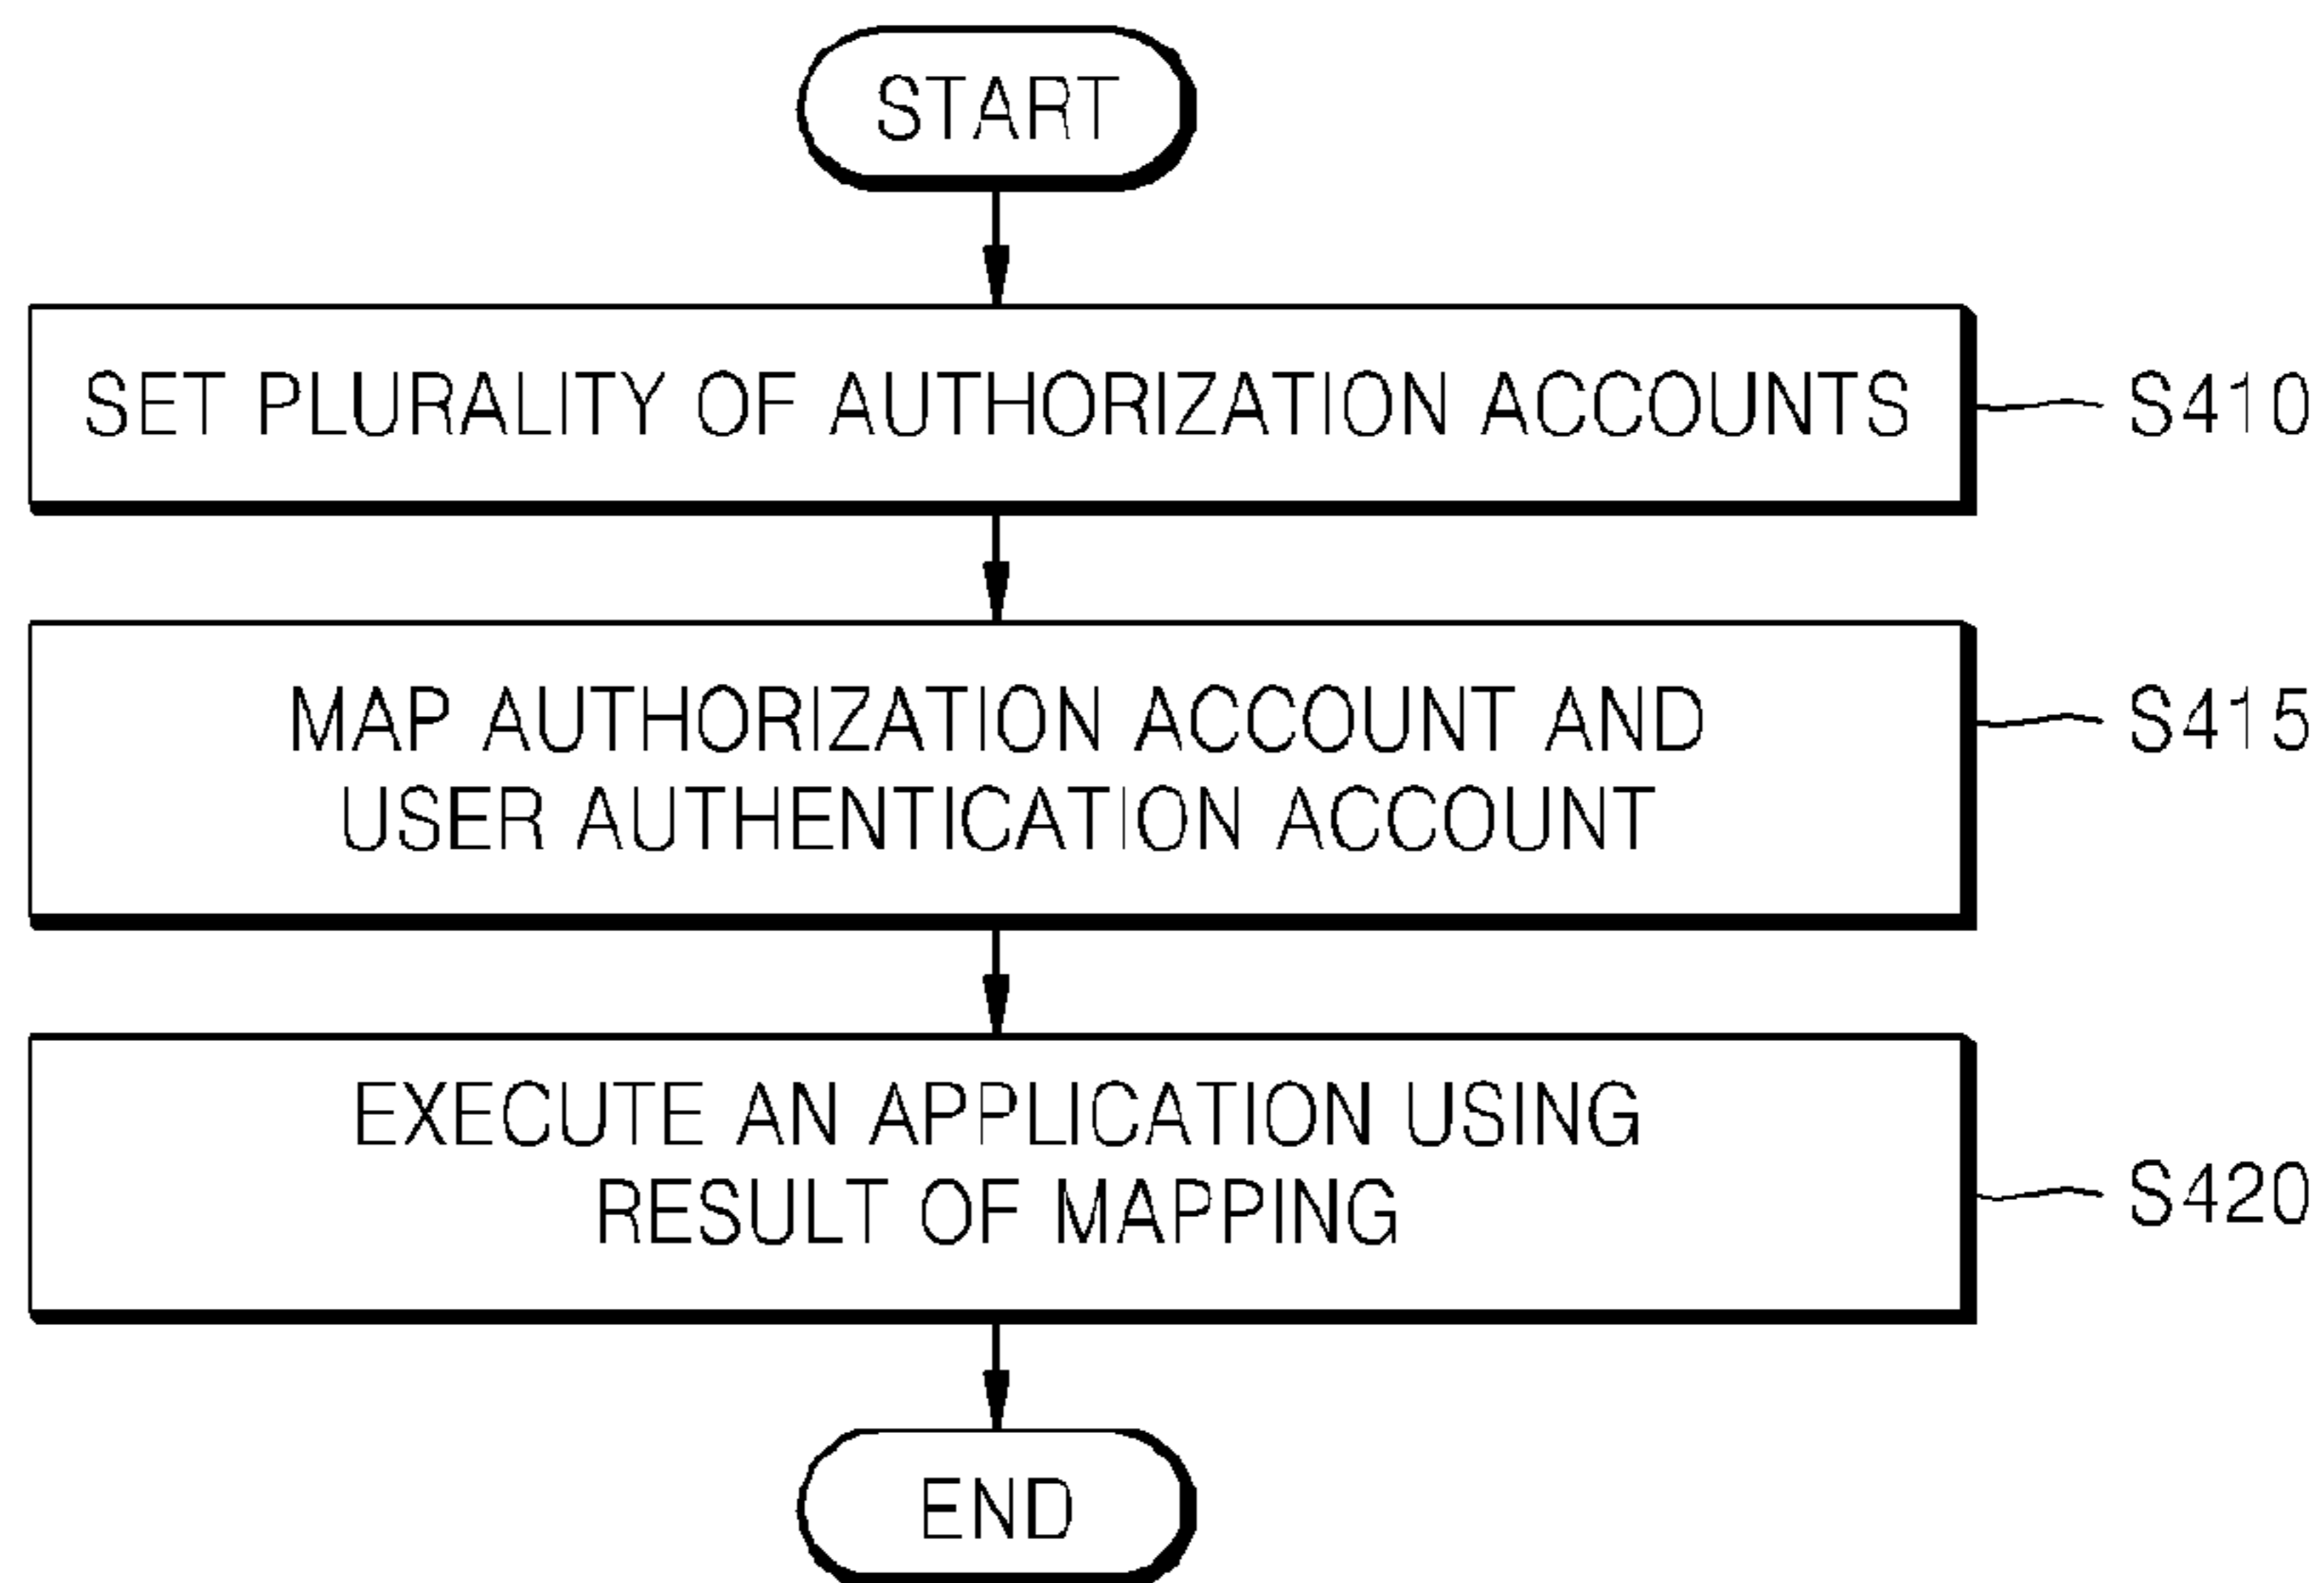 START
SET PLURALITY OF AUTHORIZATION ACCOUNTS
S410
MAP AUTHORIZATION ACCOUNT AND
USER AUTHENTICATION ACCOUNT
S415
EXECUTE AN APPLICATION USING
RESULT OF MAPPING
S420
END